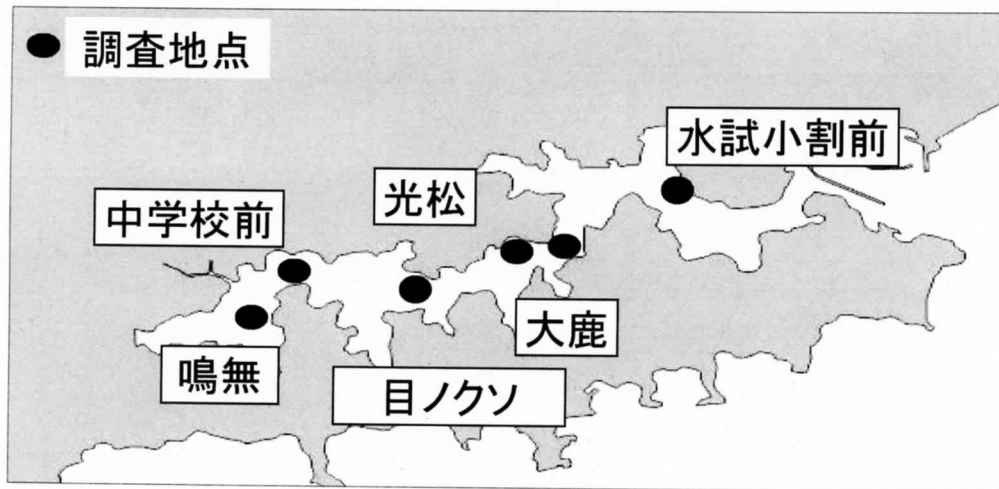 調査地点
水試小割前
光松
中学校前
大鹿
鳴無
目ノクソ